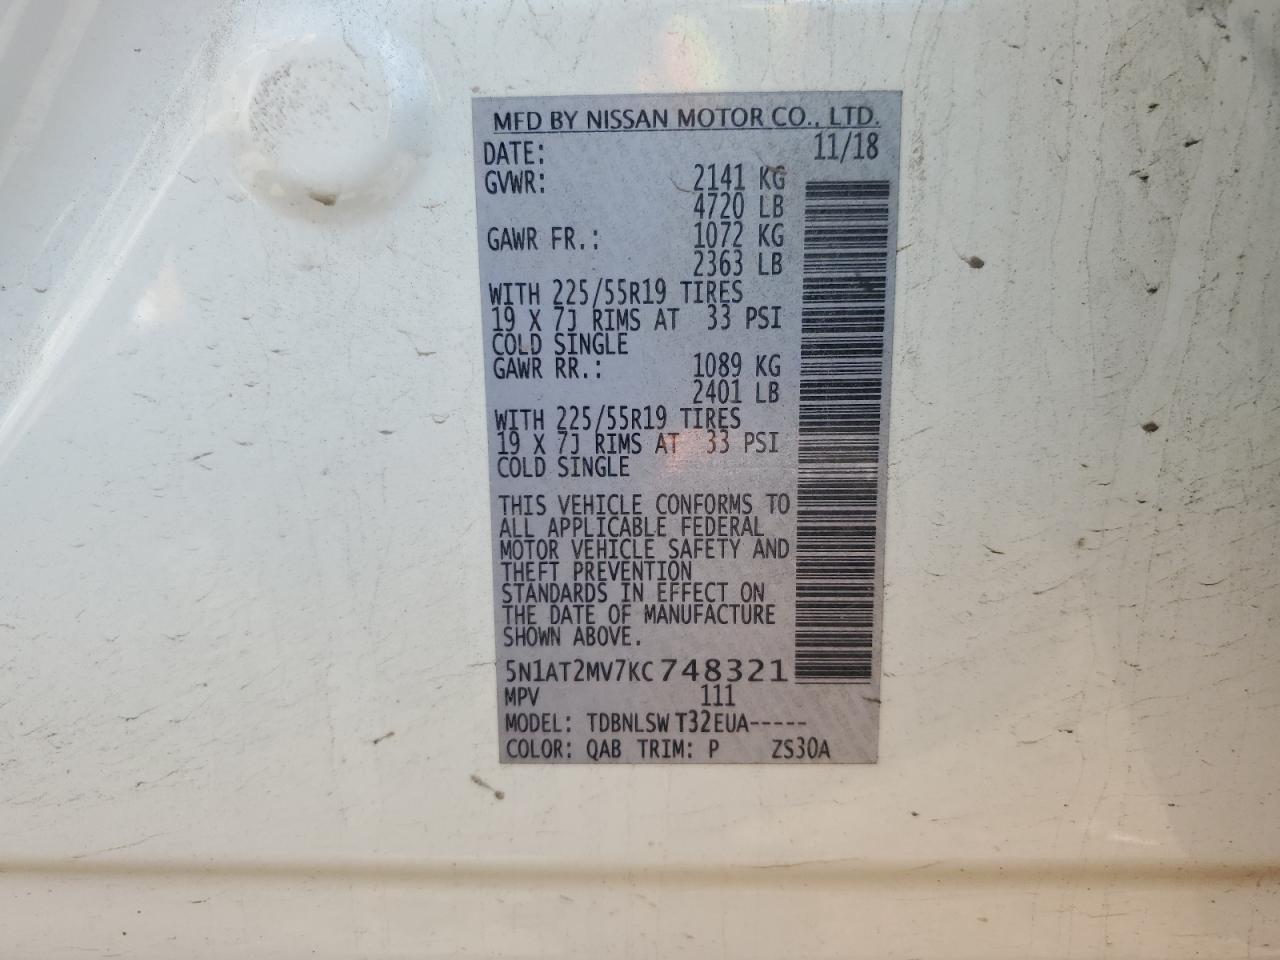 MFD BY NISSAN MOTOR CO., LTD.
DATE: 11/18
GVWR: 2141 KG
4720 LB
GAWR FR.: 1072 KG
2363 LB
WITH 225/55R19 TIRES
19 X 7J RIMS AT 33 PSI
COLD SINGLE
GAWR RR.: 1089 KG
2401 LB
WITH 225/55R19 TIRES
19 X 7J RIMS AT 33 PSI
COLD SINGLE
THIS VEHICLE CONFORMS TO
ALL APPLICABLE FEDERAL
MOTOR VEHICLE SAFETY AND
THEFT PREVENTION
STANDARDS IN EFFECT ON
THE DATE OF MANUFACTURE
SHOWN ABOVE.
5N1AT2MV7KC748321
MPV 111
MODEL: TDBNLSWT32EUA-----
COLOR: QAB TRIM: P ZS30A